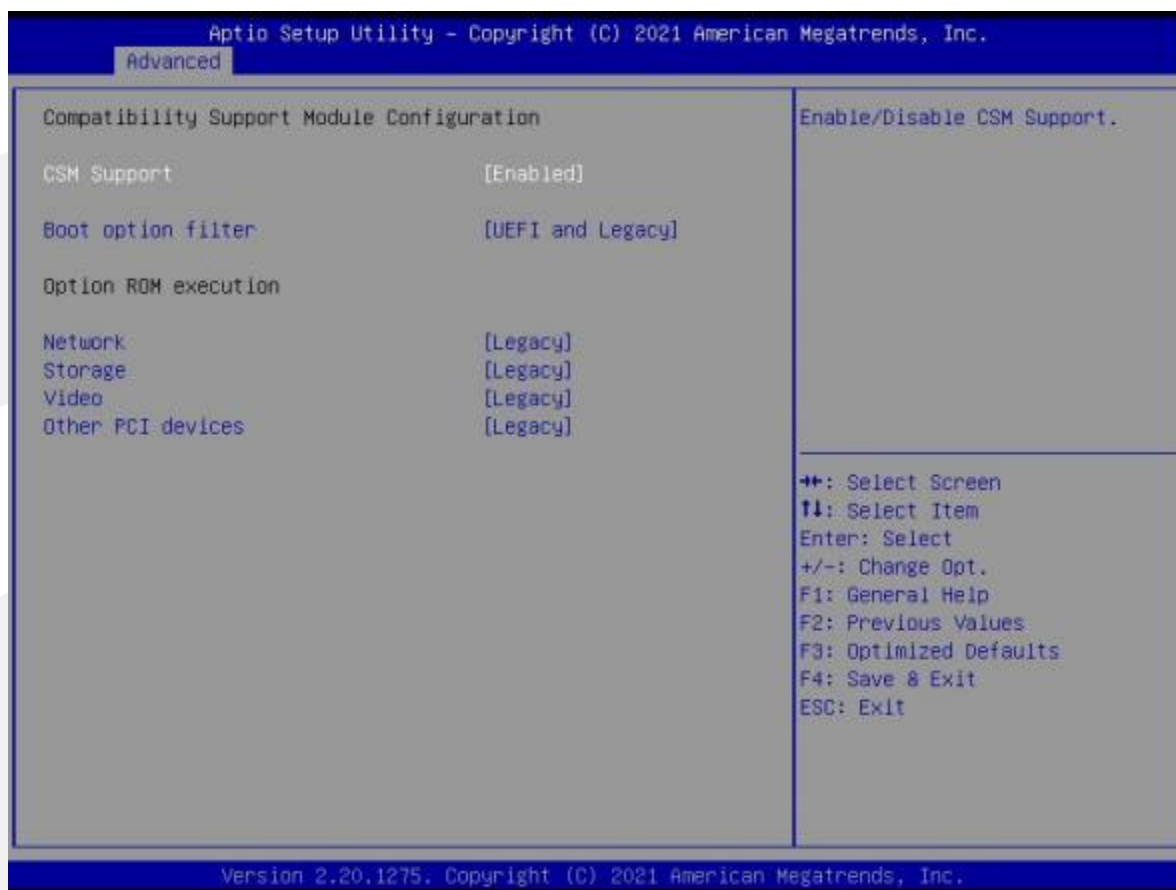 Aptio Setup Utility – Copyright (C) 2021 American Megatrends, Inc.
Advanced
Compatibility Support Module Configuration
CSM Support [Enabled]
Boot option filter [UEFI and Legacy]
Option ROM execution
Network [Legacy]
Storage [Legacy]
Video [Legacy]
Other PCI devices [Legacy]
Enable/Disable CSM Support.
→←: Select Screen
↑↓: Select Item
Enter: Select
+/-: Change Opt.
F1: General Help
F2: Previous Values
F3: Optimized Defaults
F4: Save & Exit
ESC: Exit
Version 2.20.1275. Copyright (C) 2021 American Megatrends, Inc.